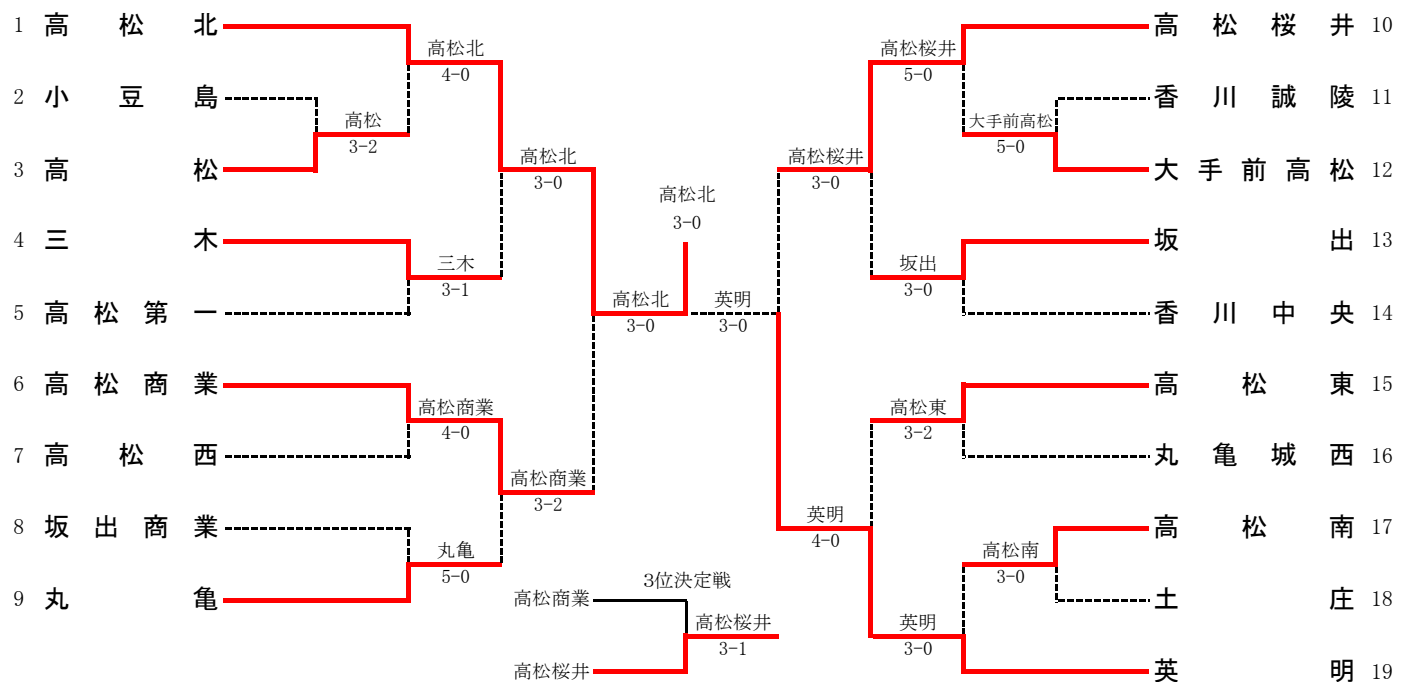 1 高松北
2 小豆島
3 高松
4 三木
5 高松第一
6 高松商業
7 高松西
8 坂出商業
9 丸亀
高松
3-2
高松北
4-0
三木
3-1
高松商業
4-0
丸亀
5-0
高松北
3-0
高松商業
3-2
高松北
3-0
高松北
3-0
英明
3-0
高松桜井
3-0
英明
4-0
高松桜井
5-0
坂出
3-0
高松東
3-2
英明
3-0
大手前高松
5-0
高松南
3-0
高松桜井 10
香川誠陵 11
大手前高松 12
坂出 13
香川中央 14
高松東 15
丸亀城西 16
高松南 17
土庄 18
英明 19
3位決定戦
高松商業
高松桜井
3-1
高松桜井